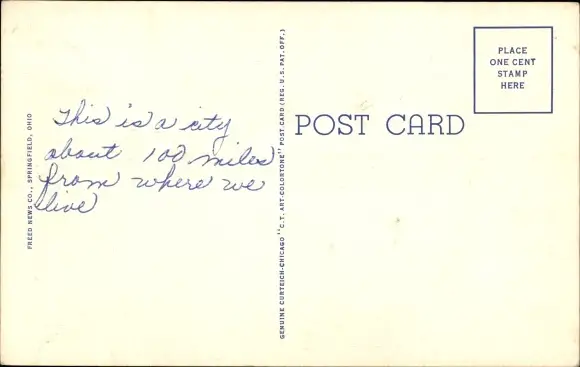 This is a city
about 100 miles
from where we
live
FREED NEWS CO., SPRINGFIELD, OHIO
GENUINE CURTEICH-CHICAGO "C.T. ART-COLORTONE" POST CARD (REG. U.S. PAT. OFF.)
POST CARD
PLACE
ONE CENT
STAMP
HERE